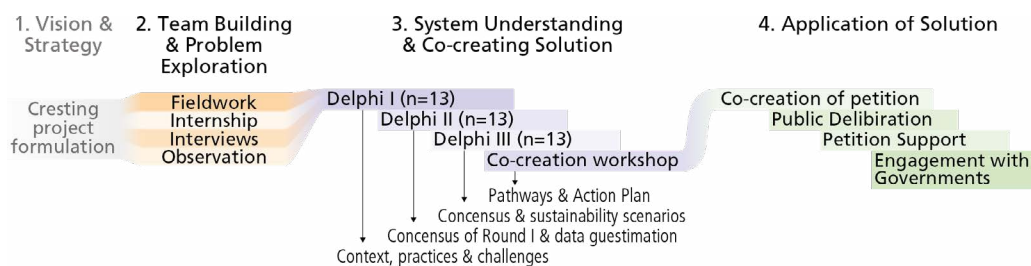 1. Vision &
Strategy
2. Team Building
& Problem
Exploration
3. System Understanding
& Co-creating Solution
4. Application of Solution
Cresting
project
formulation
Fieldwork
Internship
Interviews
Observation
Delphi I (n=13)
Delphi II (n=13)
Delphi III (n=13)
Co-creation workshop
Pathways & Action Plan
Concensus & sustainability scenarios
Concensus of Round I & data guestimation
Context, practices & challenges
Co-creation of petition
Public Delibiration
Petition Support
Engagement with
Governments